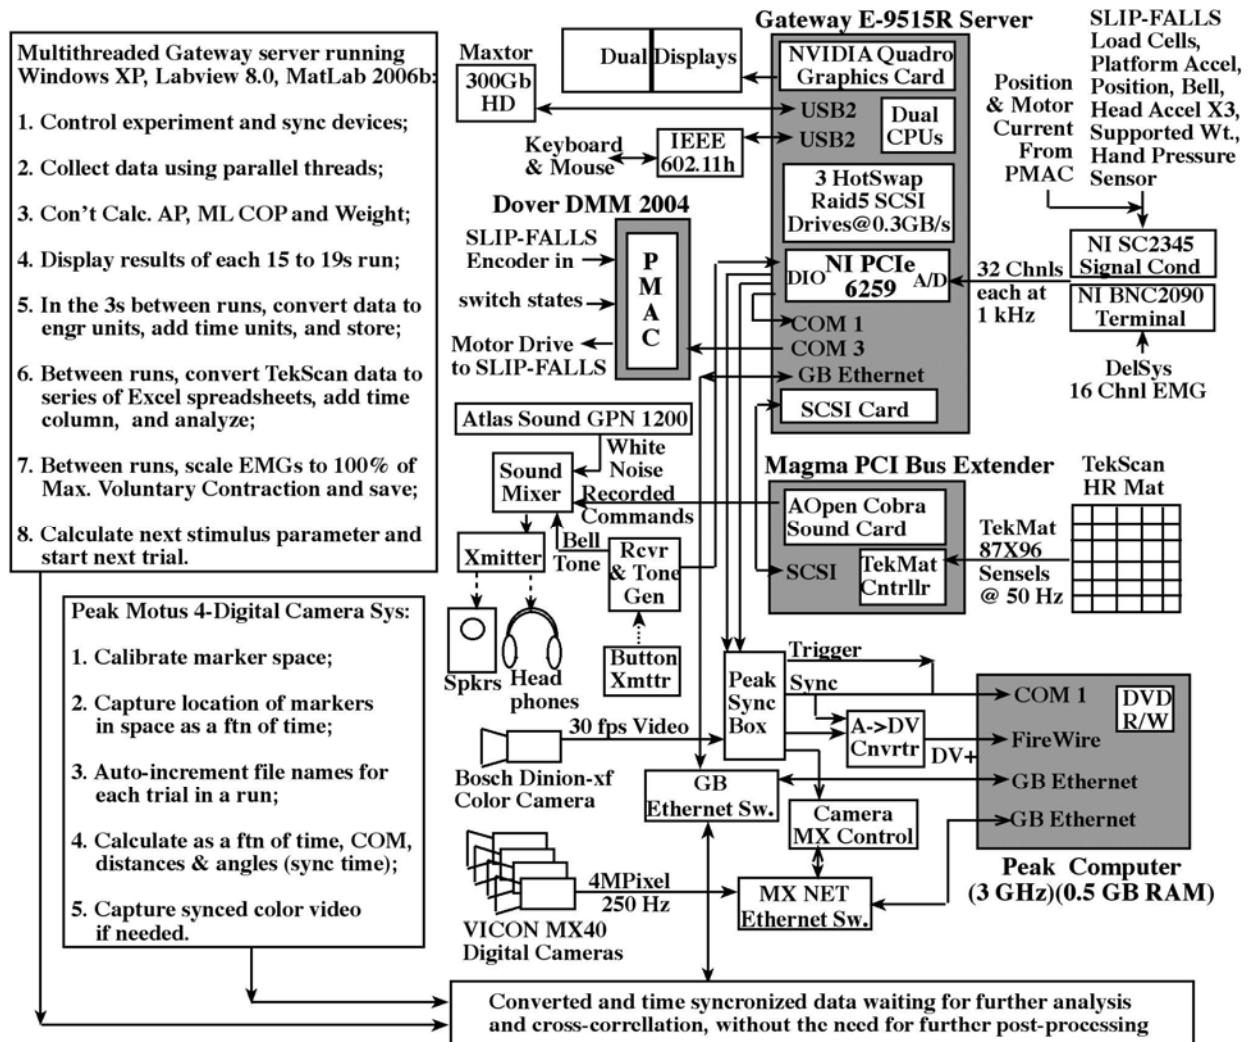 Multithreaded Gateway server running
Windows XP, Labview 8.0, MatLab 2006b:
1. Control experiment and sync devices;
2. Collect data using parallel threads;
3. Con't Calc. AP, ML COP and Weight;
4. Display results of each 15 to 19s run;
5. In the 3s between runs, convert data to
engr units, add time units, and store;
6. Between runs, convert TekScan data to
series of Excel spreadsheets, add time
column, and analyze;
7. Between runs, scale EMGs to 100% of
Max. Voluntary Contraction and save;
8. Calculate next stimulus parameter and
start next trial.
Peak Motus 4-Digital Camera Sys:
1. Calibrate marker space;
2. Capture location of markers
in space as a ftn of time;
3. Auto-increment file names for
each trial in a run;
4. Calculate as a ftn of time, COM,
distances & angles (sync time);
5. Capture synced color video
if needed.
Gateway E-9515R Server
Maxtor
300Gb
HD
Dual Displays
NVIDIA Quadro
Graphics Card
USB2
USB2
Dual
CPUs
Keyboard
& Mouse
IEEE
602.11h
3 HotSwap
Raid5 SCSI
Drives@0.3GB/s
DIO
NI PCIe
6259
A/D
COM 1
COM 3
GB Ethernet
SCSI Card
Position
& Motor
Current
From
PMAC
SLIP-FALLS
Load Cells,
Platform Accel,
Position, Bell,
Head Accel X3,
Supported Wt.,
Hand Pressure
Sensor
NI SC2345
Signal Cond
NI BNC2090
Terminal
32 Chnls
each at
1 kHz
DelSys
16 Chnl EMG
Dover DMM 2004
SLIP-FALLS
Encoder in
switch states
Motor Drive
to SLIP-FALLS
P
M
A
C
Atlas Sound GPN 1200
White
Noise
Sound
Mixer
Recorded
Commands
Xmitter
Bell
Tone
Rcvr
& Tone
Gen
Button
Xmttr
Spkrs
Head
phones
Magma PCI Bus Extender
AOpen Cobra
Sound Card
SCSI
TekMat
Cntrllr
TekScan
HR Mat
TekMat
87X96
Sensels
@ 50 Hz
Peak
Sync
Box
Trigger
Sync
A->DV
Cnvrtr
DV+
30 fps Video
Bosch Dinion-xf
Color Camera
GB
Ethernet Sw.
Camera
MX Control
4MPixel
250 Hz
VICON MX40
Digital Cameras
MX NET
Ethernet Sw.
COM 1
DVD
R/W
FireWire
GB Ethernet
GB Ethernet
Peak Computer
(3 GHz)(0.5 GB RAM)
Converted and time syncronized data waiting for further analysis
and cross-correllation, without the need for further post-processing